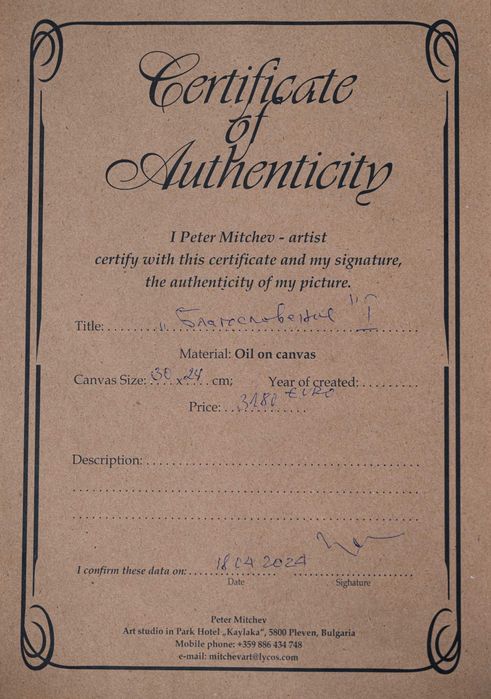 Certificate
of
Authenticity
I Peter Mitchev - artist
certify with this certificate and my signature,
the authenticity of my picture.
Title: „ Благословение " I
Material: Oil on canvas
Canvas Size: 30 x 24 cm; Year of created: ..........
Price: 3180 EURO
Description: ..........
I confirm these data on: 18 04 2024
Date Signature
Peter Mitchev
Art studio in Park Hotel „Kaylaka", 5800 Pleven, Bulgaria
Mobile phone: +359 886 434 748
e-mail: mitchevart@lycos.com